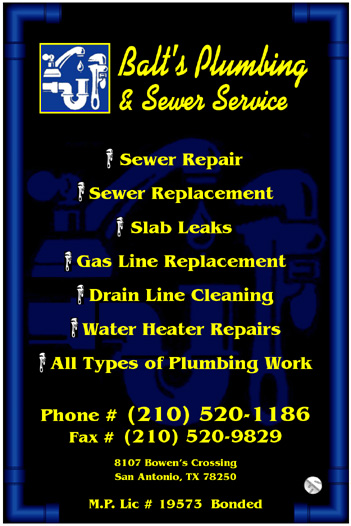 Balt's Plumbing
& Sewer Service
Sewer Repair
Sewer Replacement
Slab Leaks
Gas Line Replacement
Drain Line Cleaning
Water Heater Repairs
All Types of Plumbing Work
Phone # (210) 520-1186
Fax # (210) 520-9829
8107 Bowen's Crossing
San Antonio, TX 78250
M.P. Lic # 19573 Bonded